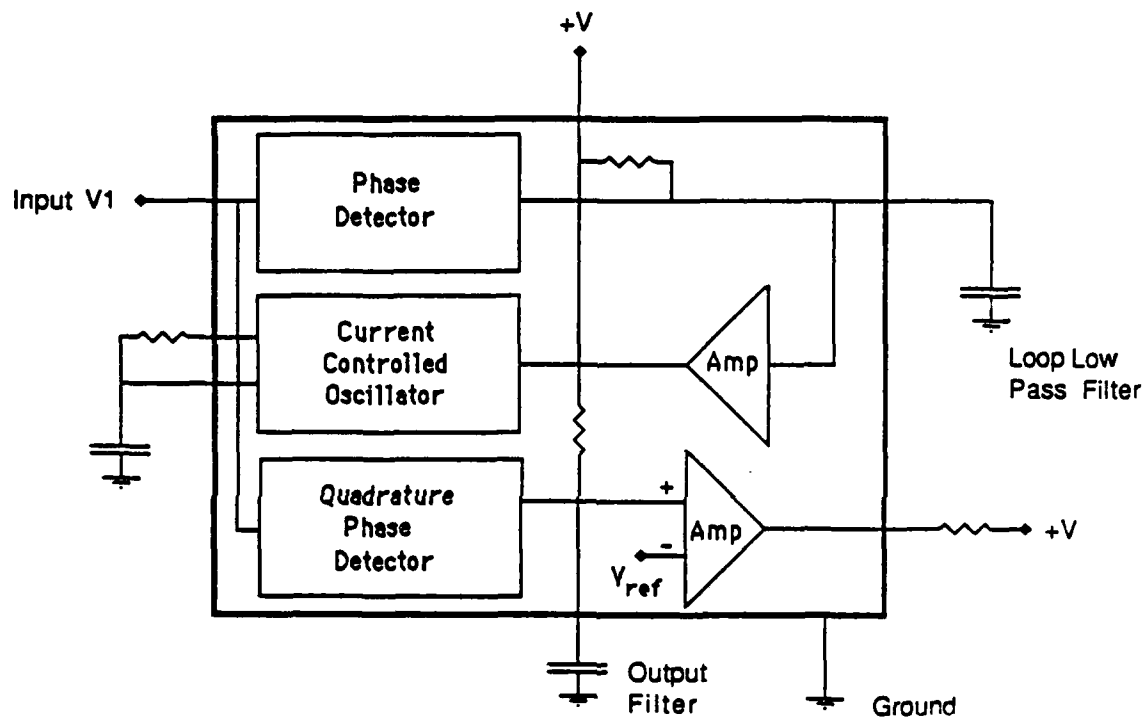 +V
Input V1
Phase
Detector
Current
Controlled
Oscillator
Amp
Loop Low
Pass Filter
Quadrature
Phase
Detector
+
-
Vref
Amp
+V
Output
Filter
Ground